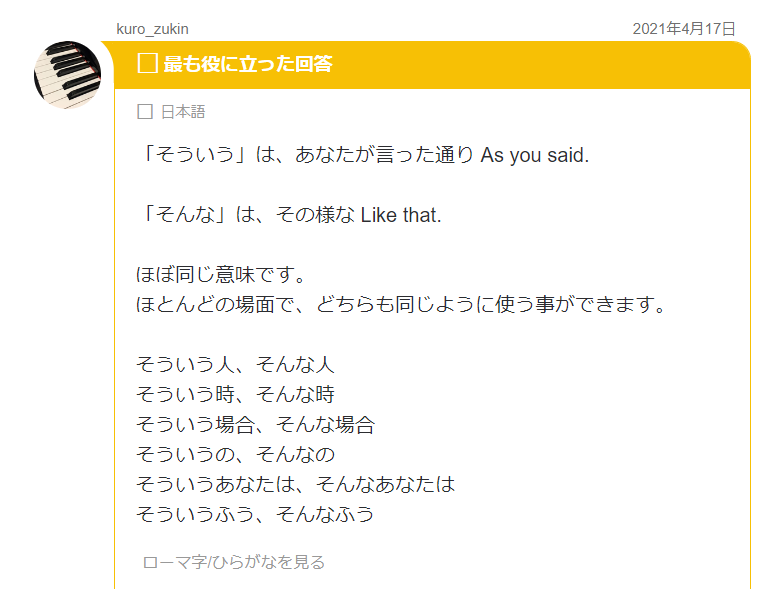 kuro_zukin 2021年4月17日
最も役に立った回答
日本語
「そういう」は、あなたが言った通り As you said.
「そんな」は、その様な Like that.
ほぼ同じ意味です。
ほとんどの場面で、どちらも同じように使う事ができます。
そういう人、そんな人
そういう時、そんな時
そういう場合、そんな場合
そういうの、そんなの
そういうあなたは、そんなあなたは
そういうふう、そんなふう
ローマ字/ひらがなを見る